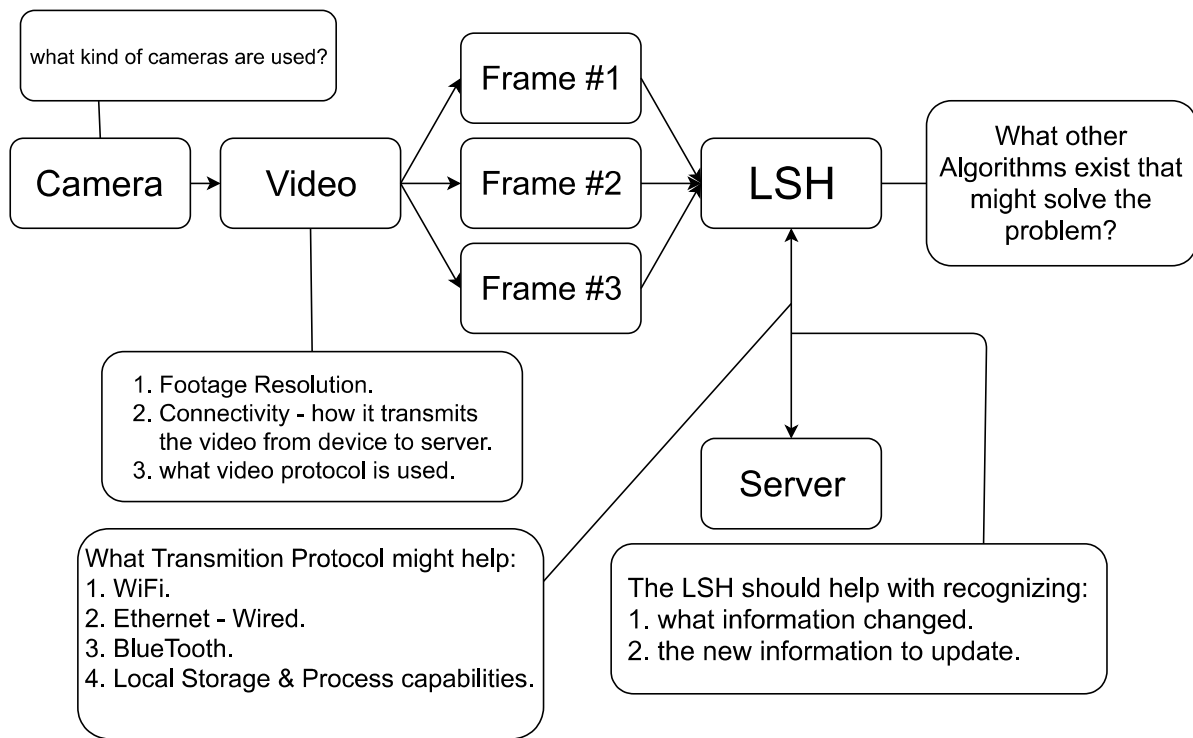 what kind of cameras are used?
Camera
Video
Frame #1
Frame #2
Frame #3
LSH
What other
Algorithms exist that
might solve the
problem?
1. Footage Resolution.
2. Connectivity - how it transmits
the video from device to server.
3. what video protocol is used.
Server
What Transmition Protocol might help:
1. WiFi.
2. Ethernet - Wired.
3. BlueTooth.
4. Local Storage & Process capabilities.
The LSH should help with recognizing:
1. what information changed.
2. the new information to update.